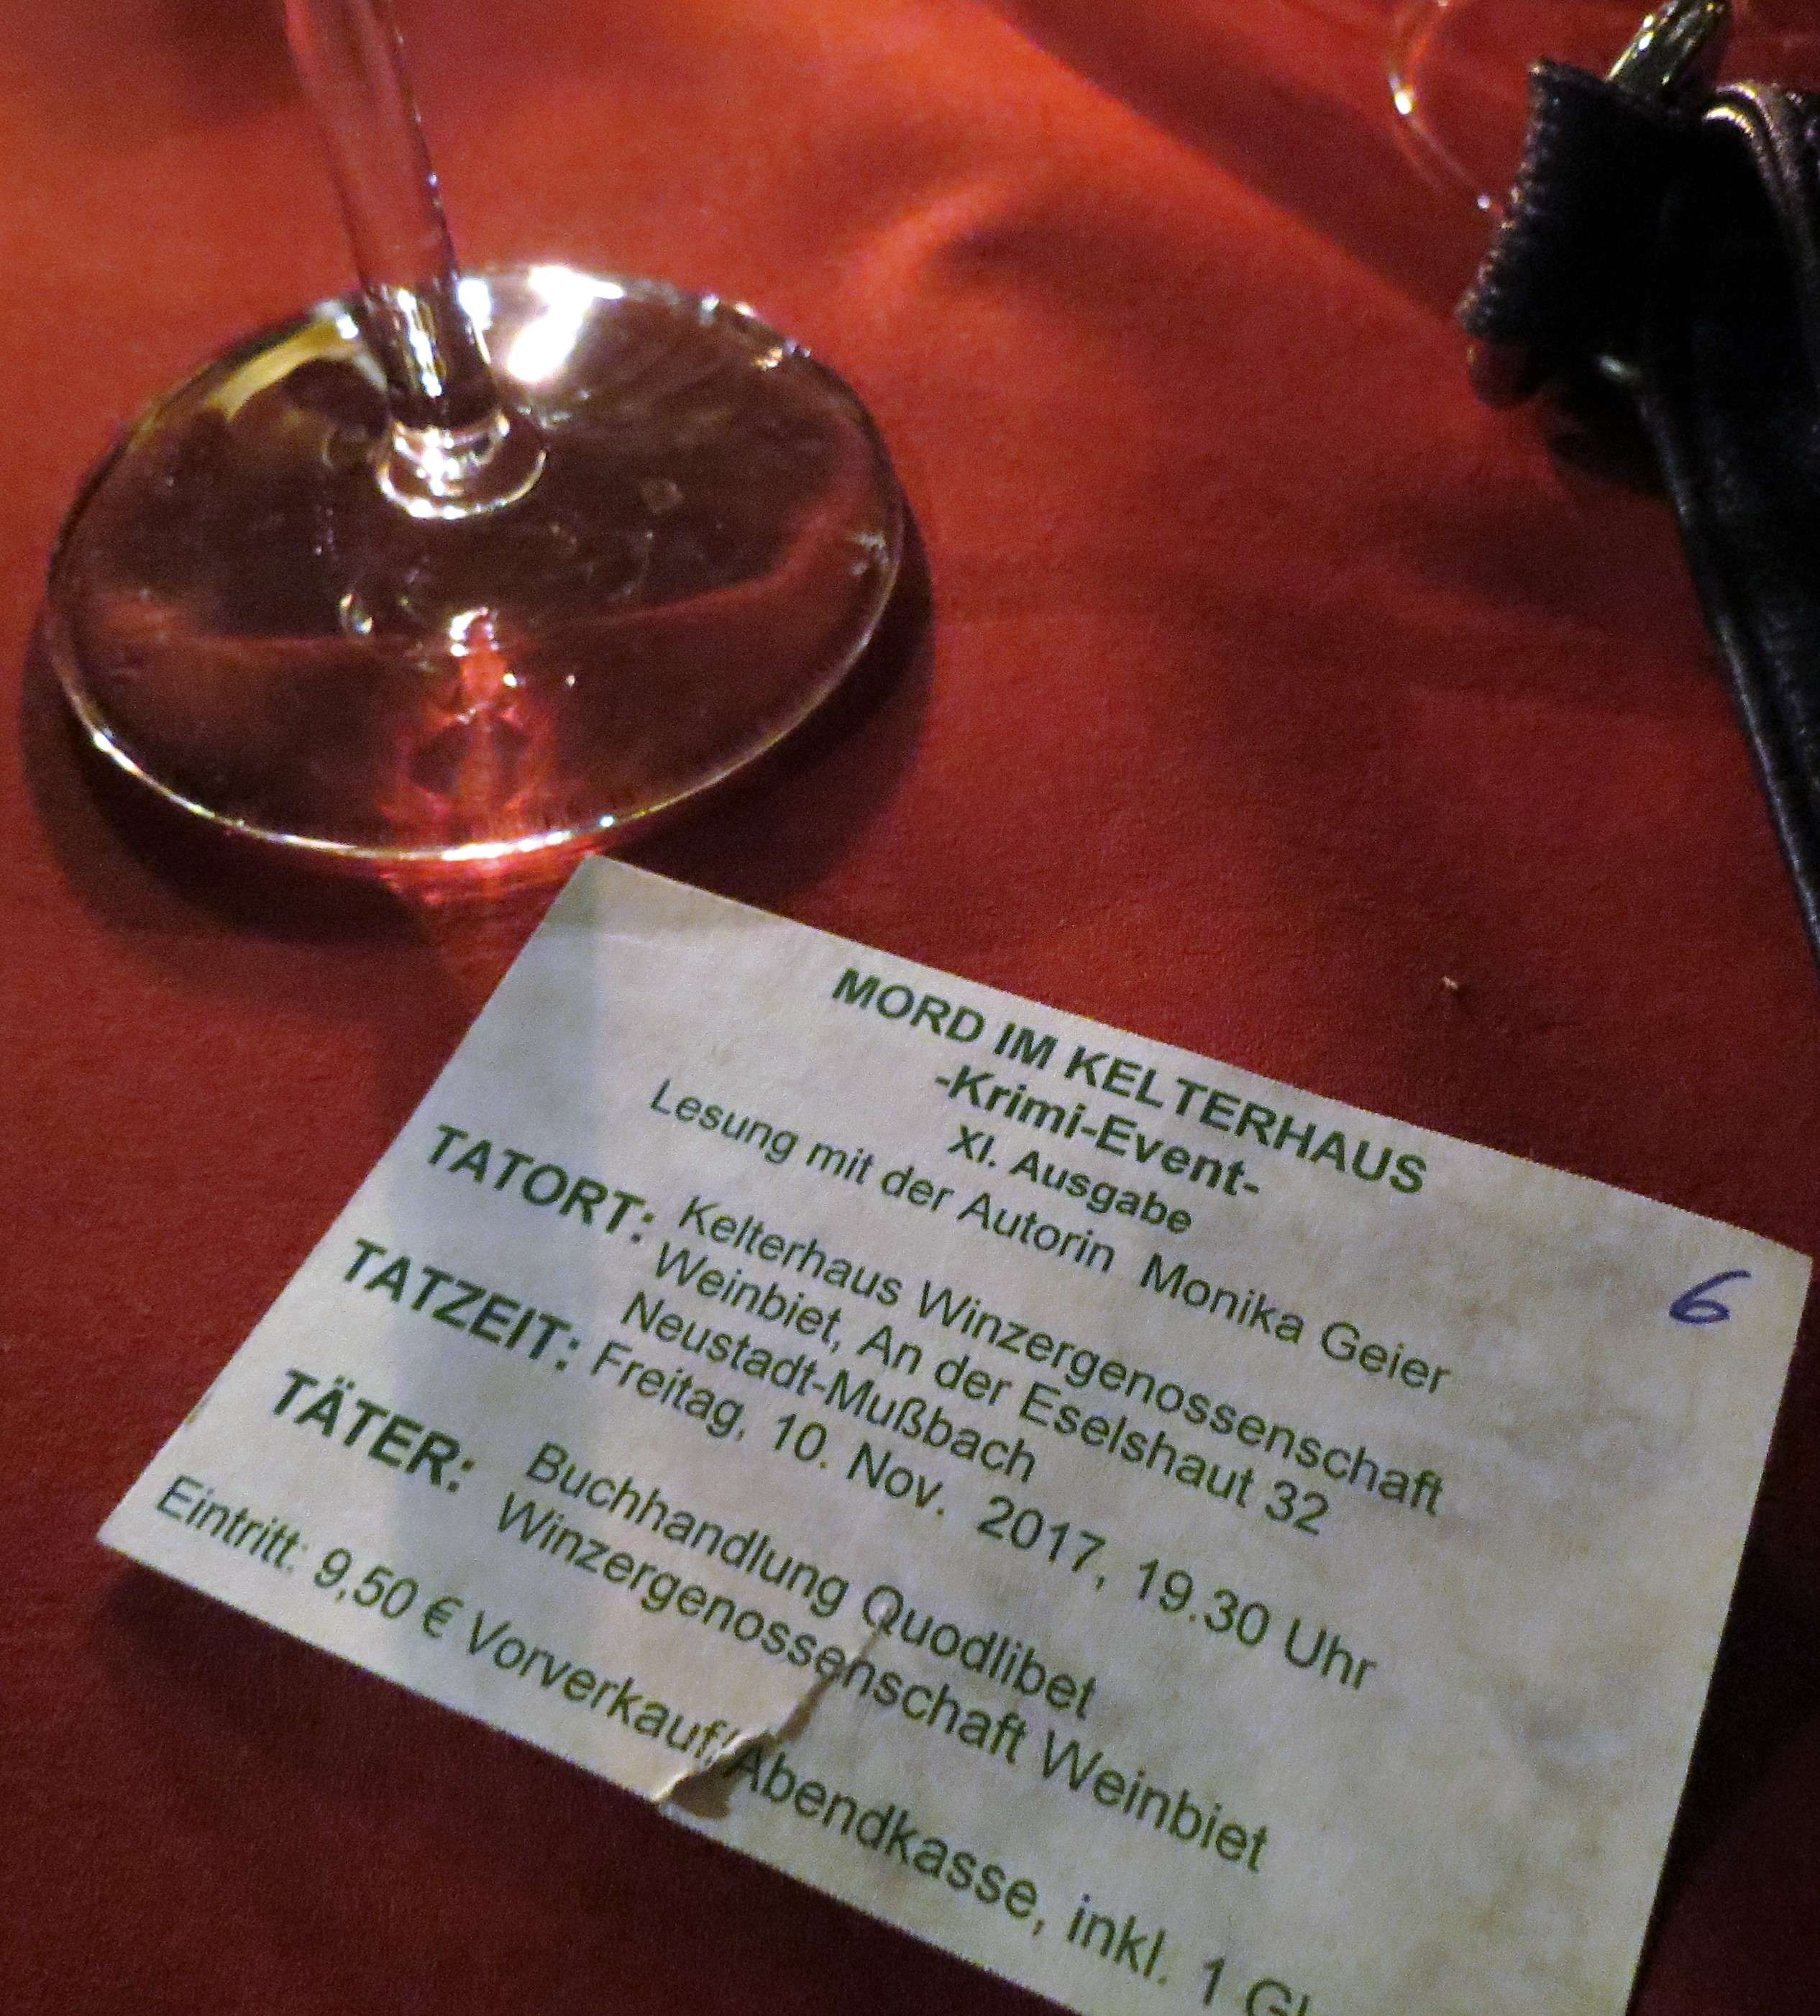 MORD IM KELTERHAUS
-Krimi-Event-
XI. Ausgabe
Lesung mit der Autorin Monika Geier
6
TATORT: Kelterhaus Winzergenossenschaft
Weinbiet, An der Eselshaut 32
Neustadt-Mußbach
TATZEIT: Freitag, 10. Nov. 2017, 19.30 Uhr
TÄTER: Buchhandlung Quodlibet
Winzergenossenschaft Weinbiet
Eintritt: 9,50 € Vorverkauf/Abendkasse, inkl. 1